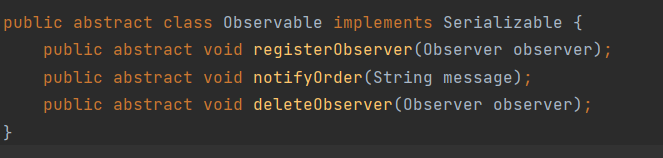 public abstract class Observable implements Serializable {
    public abstract void registerObserver(Observer observer);
    public abstract void notifyOrder(String message);
    public abstract void deleteObserver(Observer observer);
}